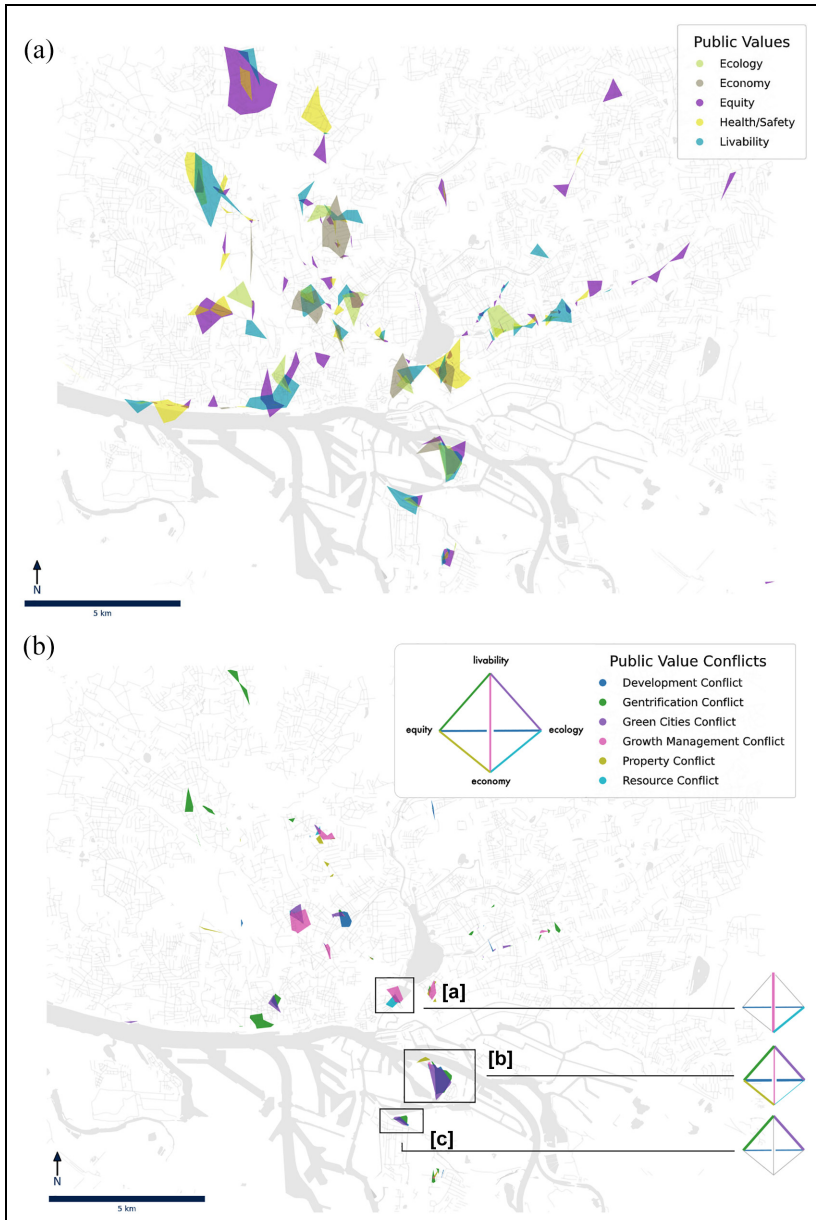 (a)
Public Values
Ecology
Economy
Equity
Health/Safety
Livability
N
5 km
(b)
livability
equity
ecology
economy
Public Value Conflicts
Development Conflict
Gentrification Conflict
Green Cities Conflict
Growth Management Conflict
Property Conflict
Resource Conflict
[a]
[b]
[c]
N
5 km